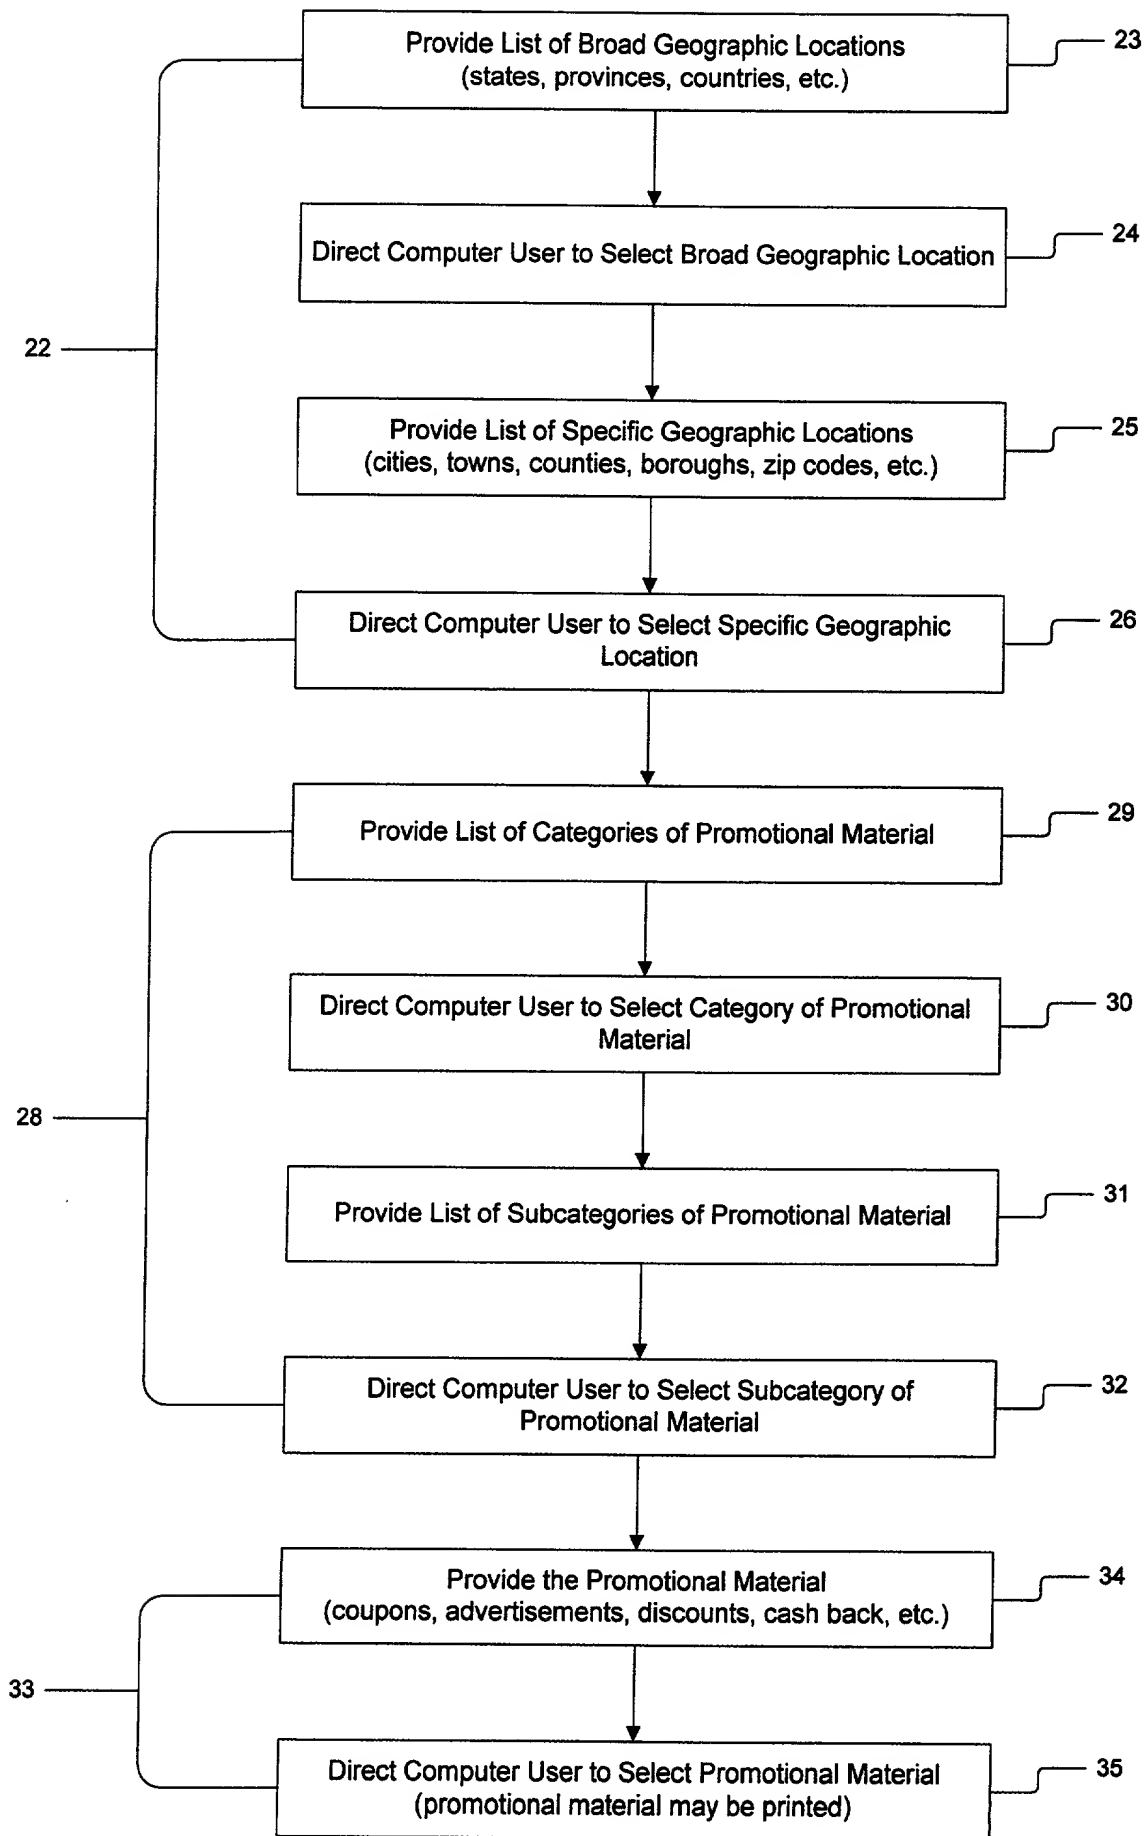 Provide List of Broad Geographic Locations
(states, provinces, countries, etc.)
23
Direct Computer User to Select Broad Geographic Location
24
22
Provide List of Specific Geographic Locations
(cities, towns, counties, boroughs, zip codes, etc.)
25
Direct Computer User to Select Specific Geographic
Location
26
Provide List of Categories of Promotional Material
29
Direct Computer User to Select Category of Promotional
Material
30
28
Provide List of Subcategories of Promotional Material
31
Direct Computer User to Select Subcategory of
Promotional Material
32
Provide the Promotional Material
(coupons, advertisements, discounts, cash back, etc.)
34
33
Direct Computer User to Select Promotional Material
(promotional material may be printed)
35